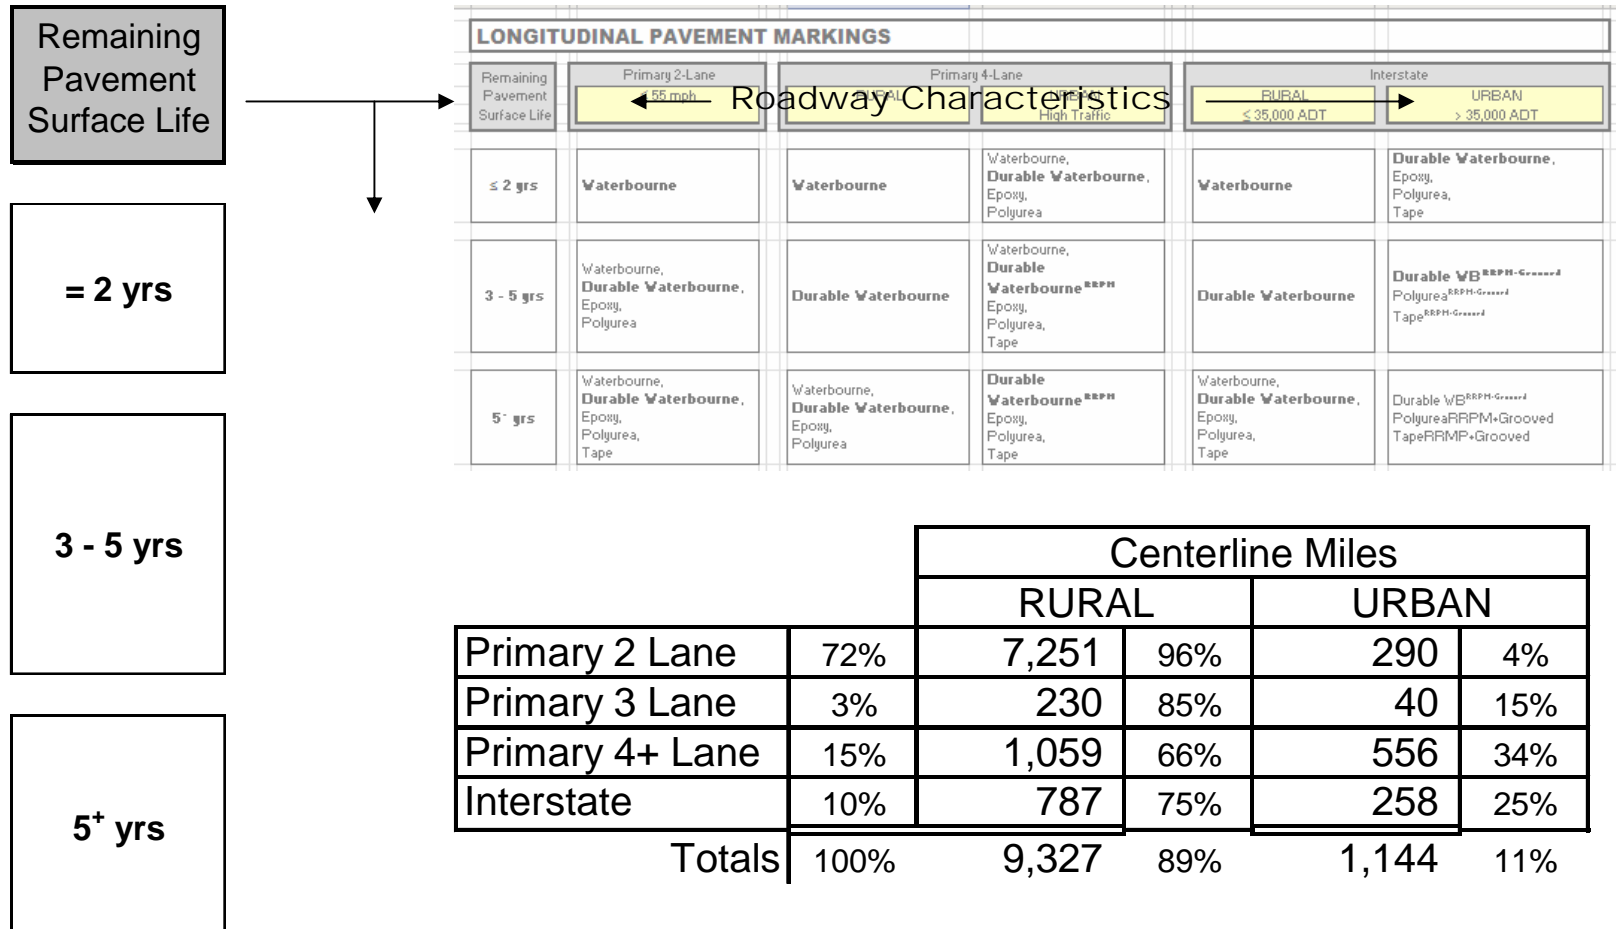 Remaining
Pavement
Surface Life
= 2 yrs
3 - 5 yrs
5+ yrs
LONGITUDINAL PAVEMENT MARKINGS
Remaining
Pavement
Surface Life
Primary 2-Lane
≤ 55 mph
Primary 4-Lane
RURAL
URBAN
High Traffic
Interstate
RURAL
≤ 35,000 ADT
URBAN
> 35,000 ADT
Roadway Characteristics
≤ 2 yrs
Waterbourne
Waterbourne
Waterbourne,
Durable Waterbourne,
Epoxy,
Polyurea
Waterbourne
Durable Waterbourne,
Epoxy,
Polyurea,
Tape
3 - 5 yrs
Waterbourne,
Durable Waterbourne,
Epoxy,
Polyurea
Durable Waterbourne
Waterbourne,
Durable
Waterbourne RRPM
Epoxy,
Polyurea,
Tape
Durable Waterbourne
Durable WB
Polyurea
Tape
5+ yrs
Waterbourne,
Durable Waterbourne,
Epoxy,
Polyurea,
Tape
Waterbourne,
Durable Waterbourne,
Epoxy,
Polyurea
Durable
Waterbourne RRPM
Epoxy,
Polyurea,
Tape
Waterbourne,
Durable Waterbourne,
Epoxy,
Polyurea,
Tape
Durable WB
PolyureaRRPM+Grooved
TapeRRMP+Grooved
Centerline Miles
RURAL URBAN
Primary 2 Lane 72% 7,251 96% 290 4%
Primary 3 Lane 3% 230 85% 40 15%
Primary 4+ Lane 15% 1,059 66% 556 34%
Interstate 10% 787 75% 258 25%
Totals 100% 9,327 89% 1,144 11%